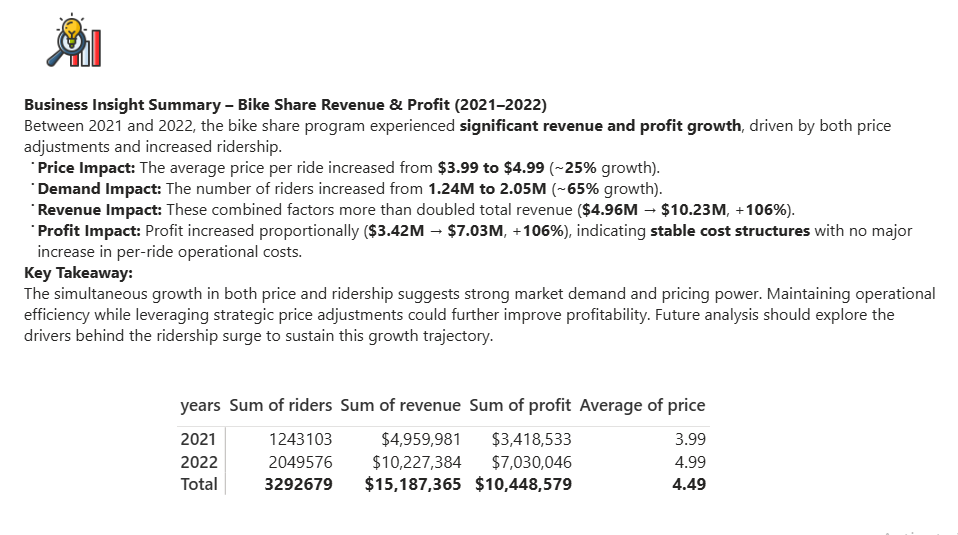 Business Insight Summary – Bike Share Revenue & Profit (2021–2022)
Between 2021 and 2022, the bike share program experienced significant revenue and profit growth, driven by both price
adjustments and increased ridership.
• Price Impact: The average price per ride increased from $3.99 to $4.99 (~25% growth).
• Demand Impact: The number of riders increased from 1.24M to 2.05M (~65% growth).
• Revenue Impact: These combined factors more than doubled total revenue ($4.96M → $10.23M, +106%).
• Profit Impact: Profit increased proportionally ($3.42M → $7.03M, +106%), indicating stable cost structures with no major
increase in per-ride operational costs.
Key Takeaway:
The simultaneous growth in both price and ridership suggests strong market demand and pricing power. Maintaining operational
efficiency while leveraging strategic price adjustments could further improve profitability. Future analysis should explore the
drivers behind the ridership surge to sustain this growth trajectory.
years Sum of riders Sum of revenue Sum of profit Average of price
2021 1243103 $4,959,981 $3,418,533 3.99
2022 2049576 $10,227,384 $7,030,046 4.99
Total 3292679 $15,187,365 $10,448,579 4.49